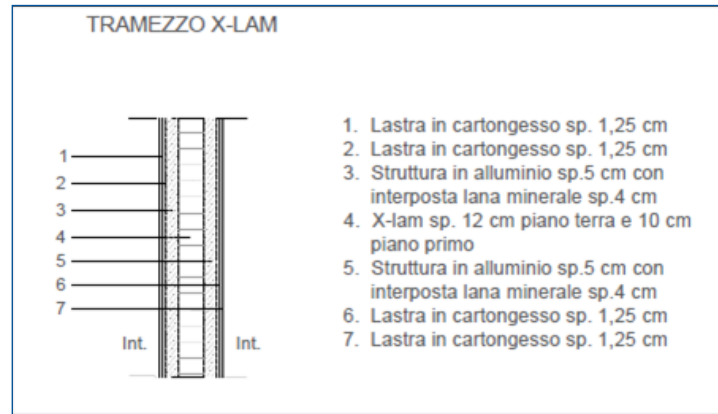 TRAMEZZO X-LAM
1
2
3
4
5
6
7
Int.
Int.
1. Lastra in cartongesso sp. 1,25 cm
2. Lastra in cartongesso sp. 1,25 cm
3. Struttura in alluminio sp.5 cm con
interposta lana minerale sp.4 cm
4. X-lam sp. 12 cm piano terra e 10 cm
piano primo
5. Struttura in alluminio sp.5 cm con
interposta lana minerale sp.4 cm
6. Lastra in cartongesso sp. 1,25 cm
7. Lastra in cartongesso sp. 1,25 cm